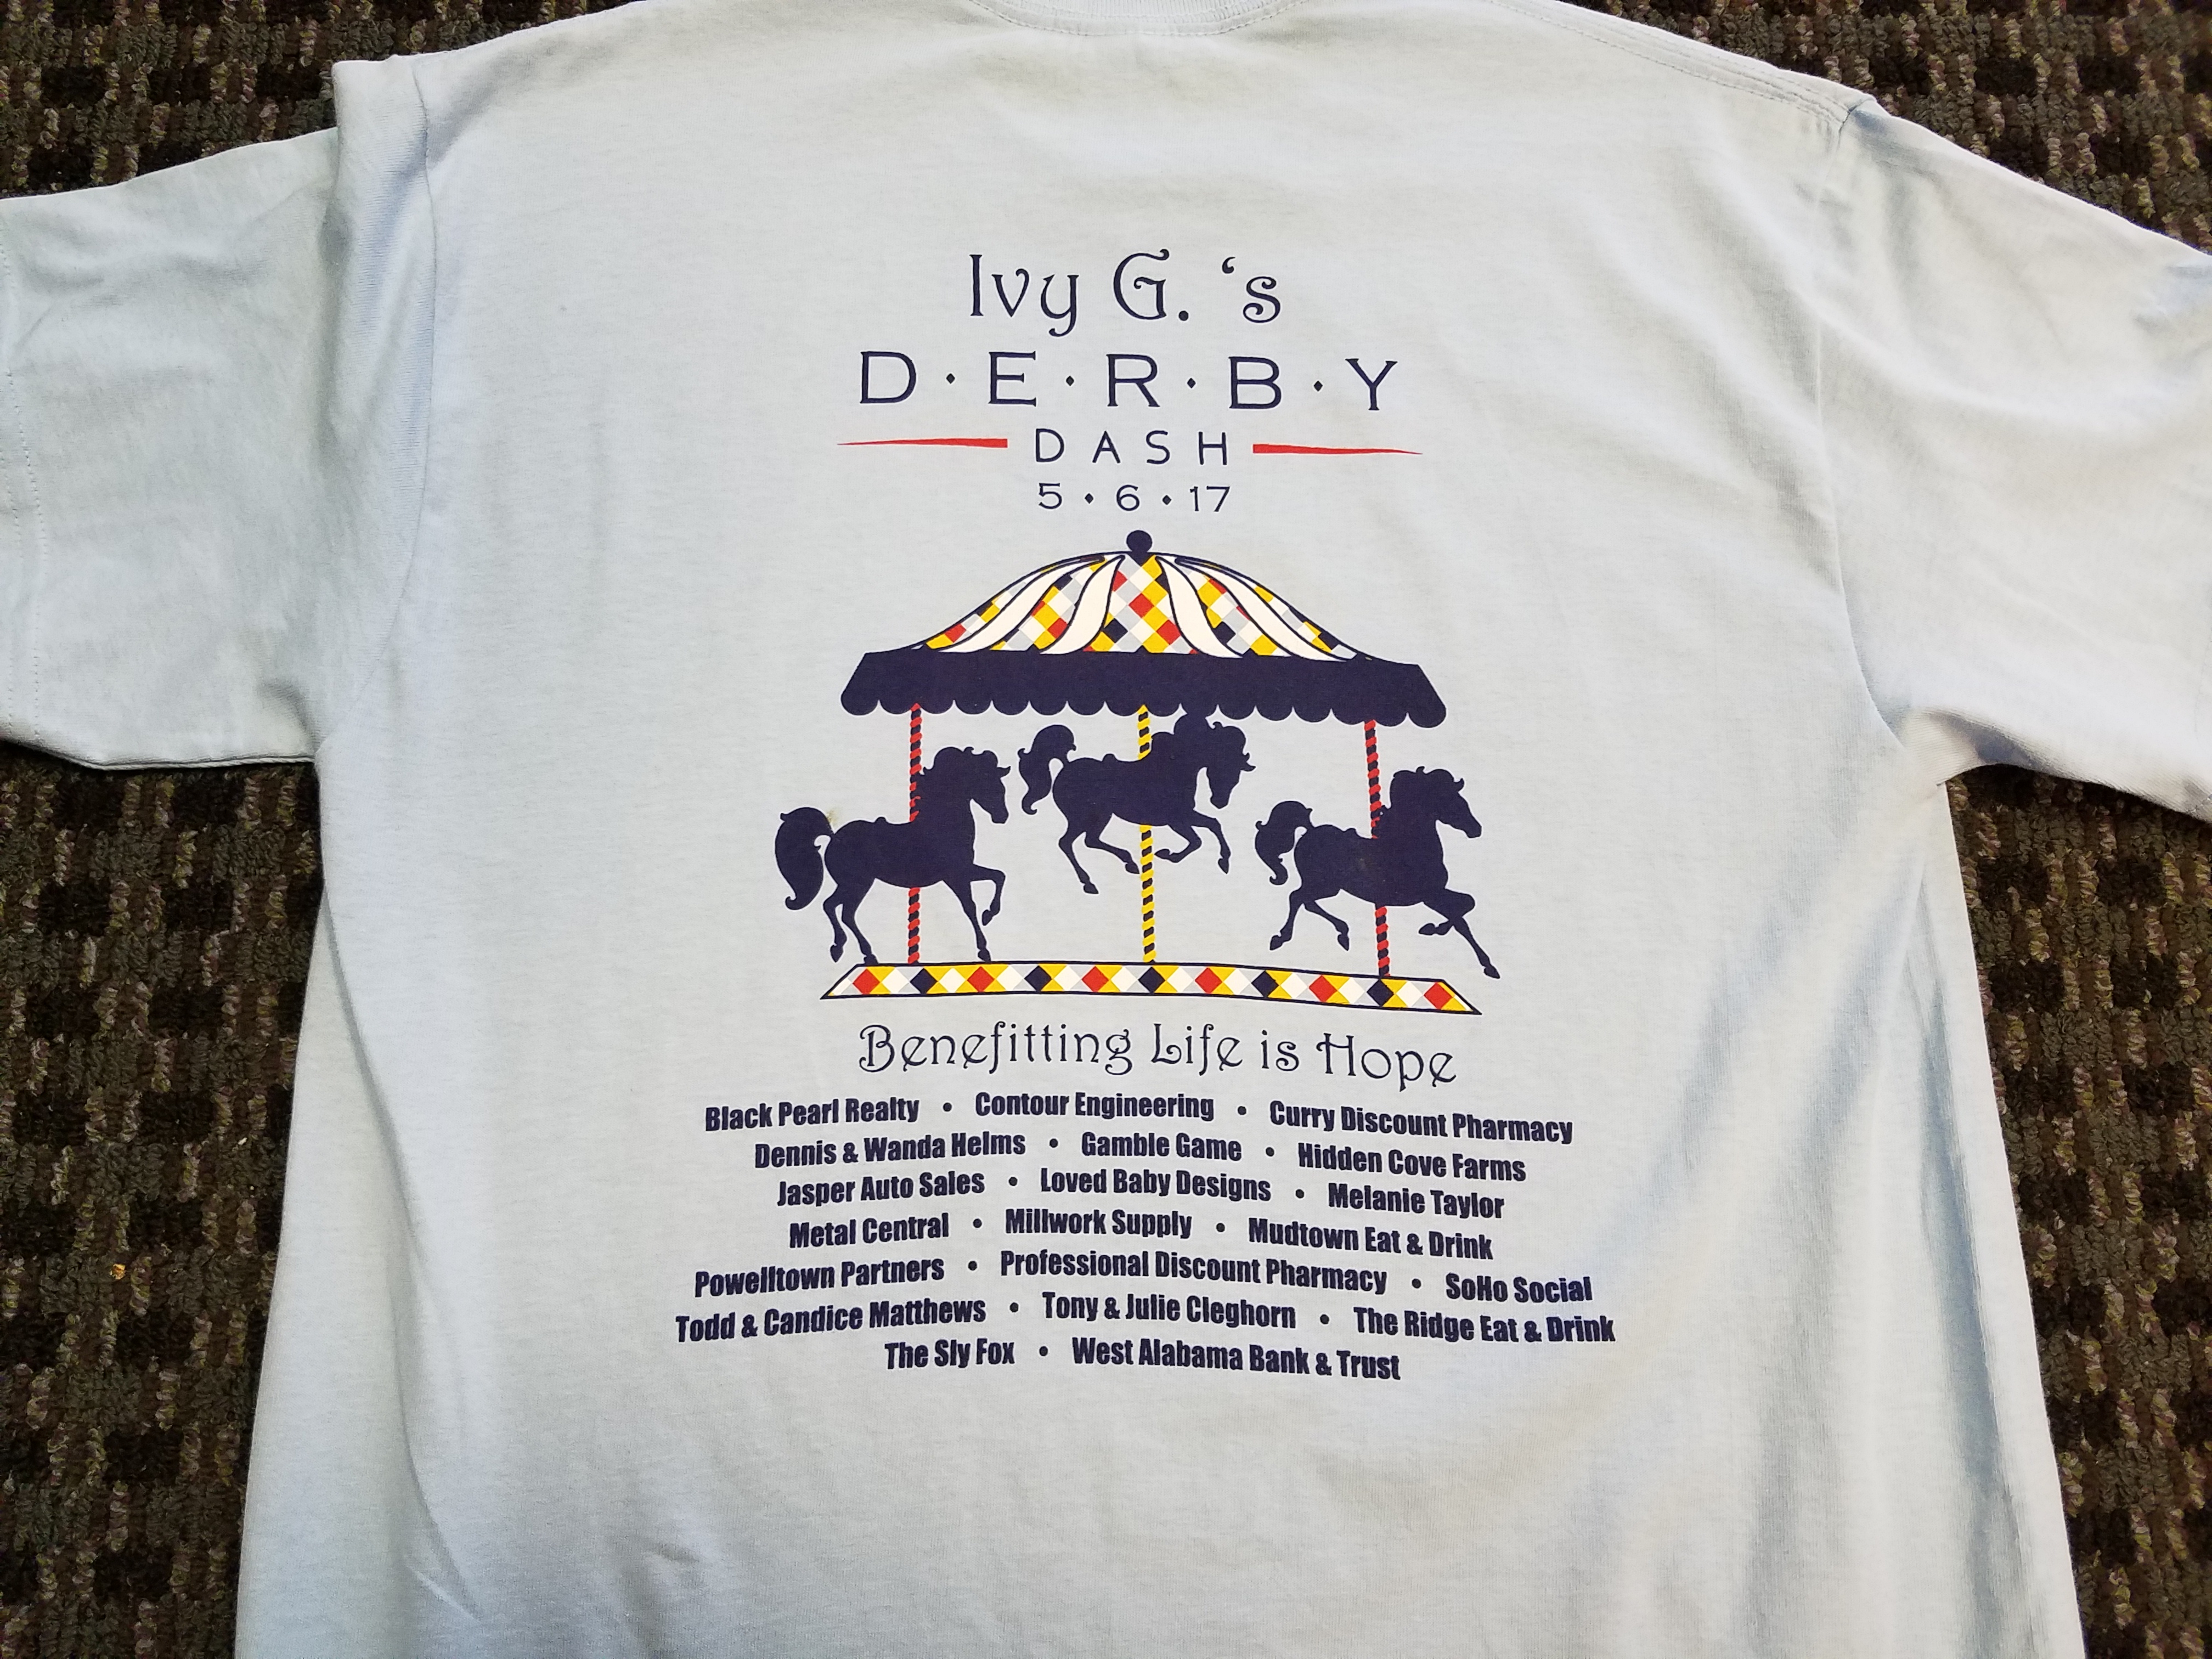 Ivy G. ‘s
D·E·R·B·Y
DASH
5·6·17
Benefitting Life is Hope
Black Pearl Realty • Contour Engineering • Curry Discount Pharmacy
Dennis & Wanda Helms • Gamble Game • Hidden Cove Farms
Jasper Auto Sales • Loved Baby Designs • Melanie Taylor
Metal Central • Millwork Supply • Mudtown Eat & Drink
Powelltown Partners • Professional Discount Pharmacy • SoHo Social
Todd & Candice Matthews • Tony & Julie Cleghorn • The Ridge Eat & Drink
The Sly Fox • West Alabama Bank & Trust